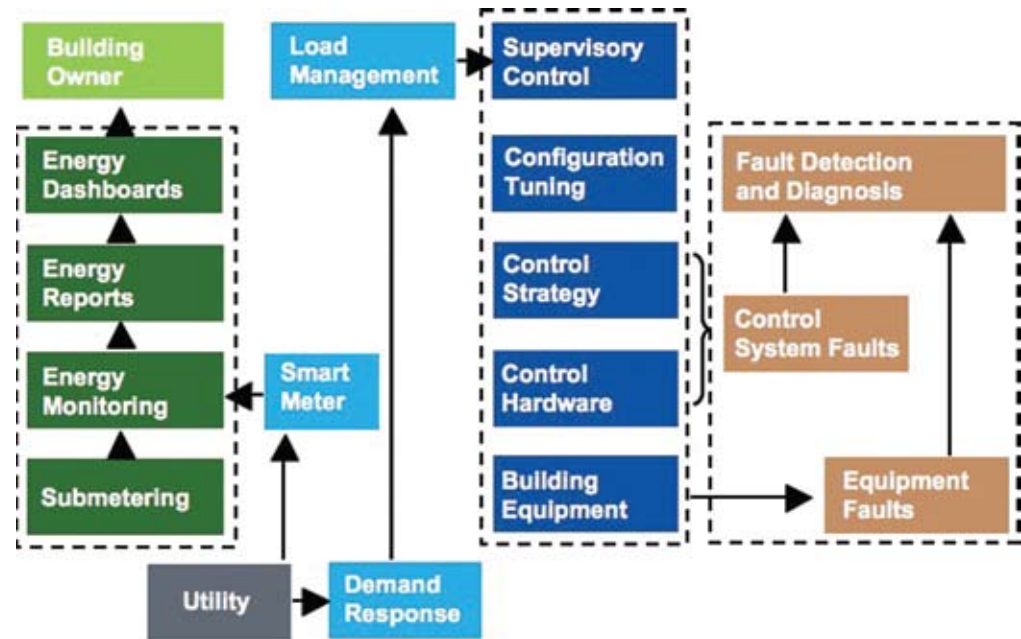 Building
Owner
Energy
Dashboards
Energy
Reports
Energy
Monitoring
Submetering
Utility
Smart
Meter
Demand
Response
Load
Management
Supervisory
Control
Configuration
Tuning
Control
Strategy
Control
Hardware
Building
Equipment
Fault Detection
and Diagnosis
Control
System Faults
Equipment
Faults